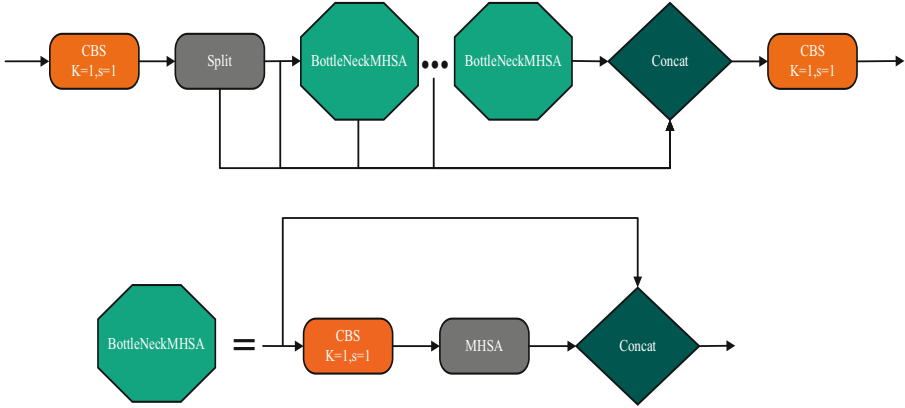 CBS
K=1,s=1
Split
BottleNeckMHSA
BottleNeckMHSA
Concat
CBS
K=1,s=1
BottleNeckMHSA
=
CBS
K=1,s=1
MHSA
Concat